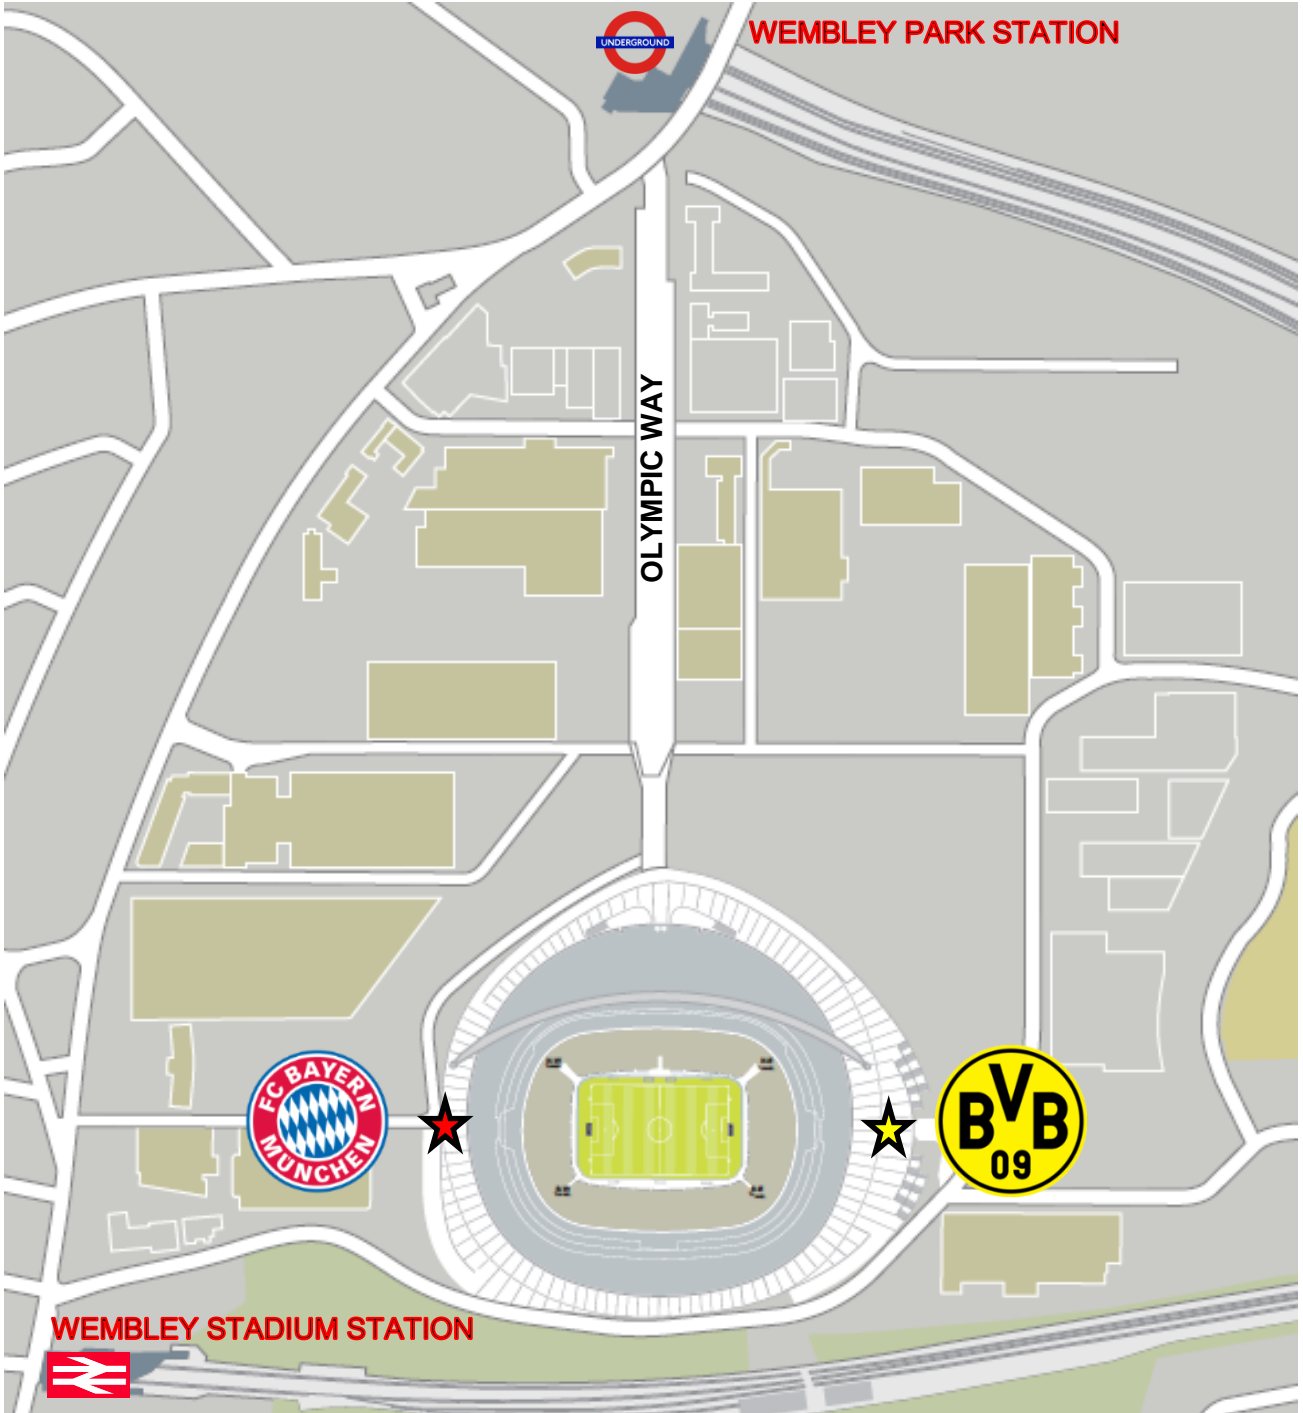 UNDERGROUND
WEMBLEY PARK STATION
OLYMPIC WAY
FC BAYERN
MÜNCHEN
BVB
09
WEMBLEY STADIUM STATION